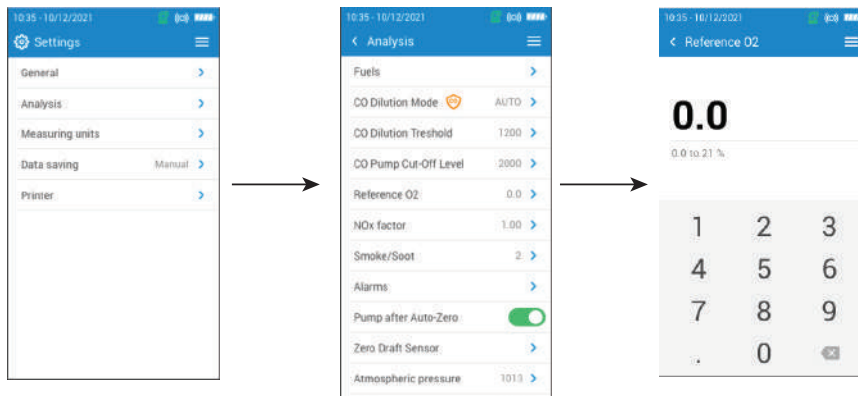 10:35 - 10/12/2021
Settings
General
Analysis
Measuring units
Data saving Manual
Printer
10:35 - 10/12/2021
Analysis
Fuels
CO Dilution Mode AUTO
CO Dilution Treshold 1200
CO Pump Cut-Off Level 2000
Reference O2 0.0
NOx factor 1.00
Smoke/Soot 2
Alarms
Pump after Auto-Zero
Zero Draft Sensor
Atmospheric pressure 1013
10:35 - 10/12/2021
Reference O2
0.0
0.0 to 21 %
1 2 3
4 5 6
7 8 9
. 0